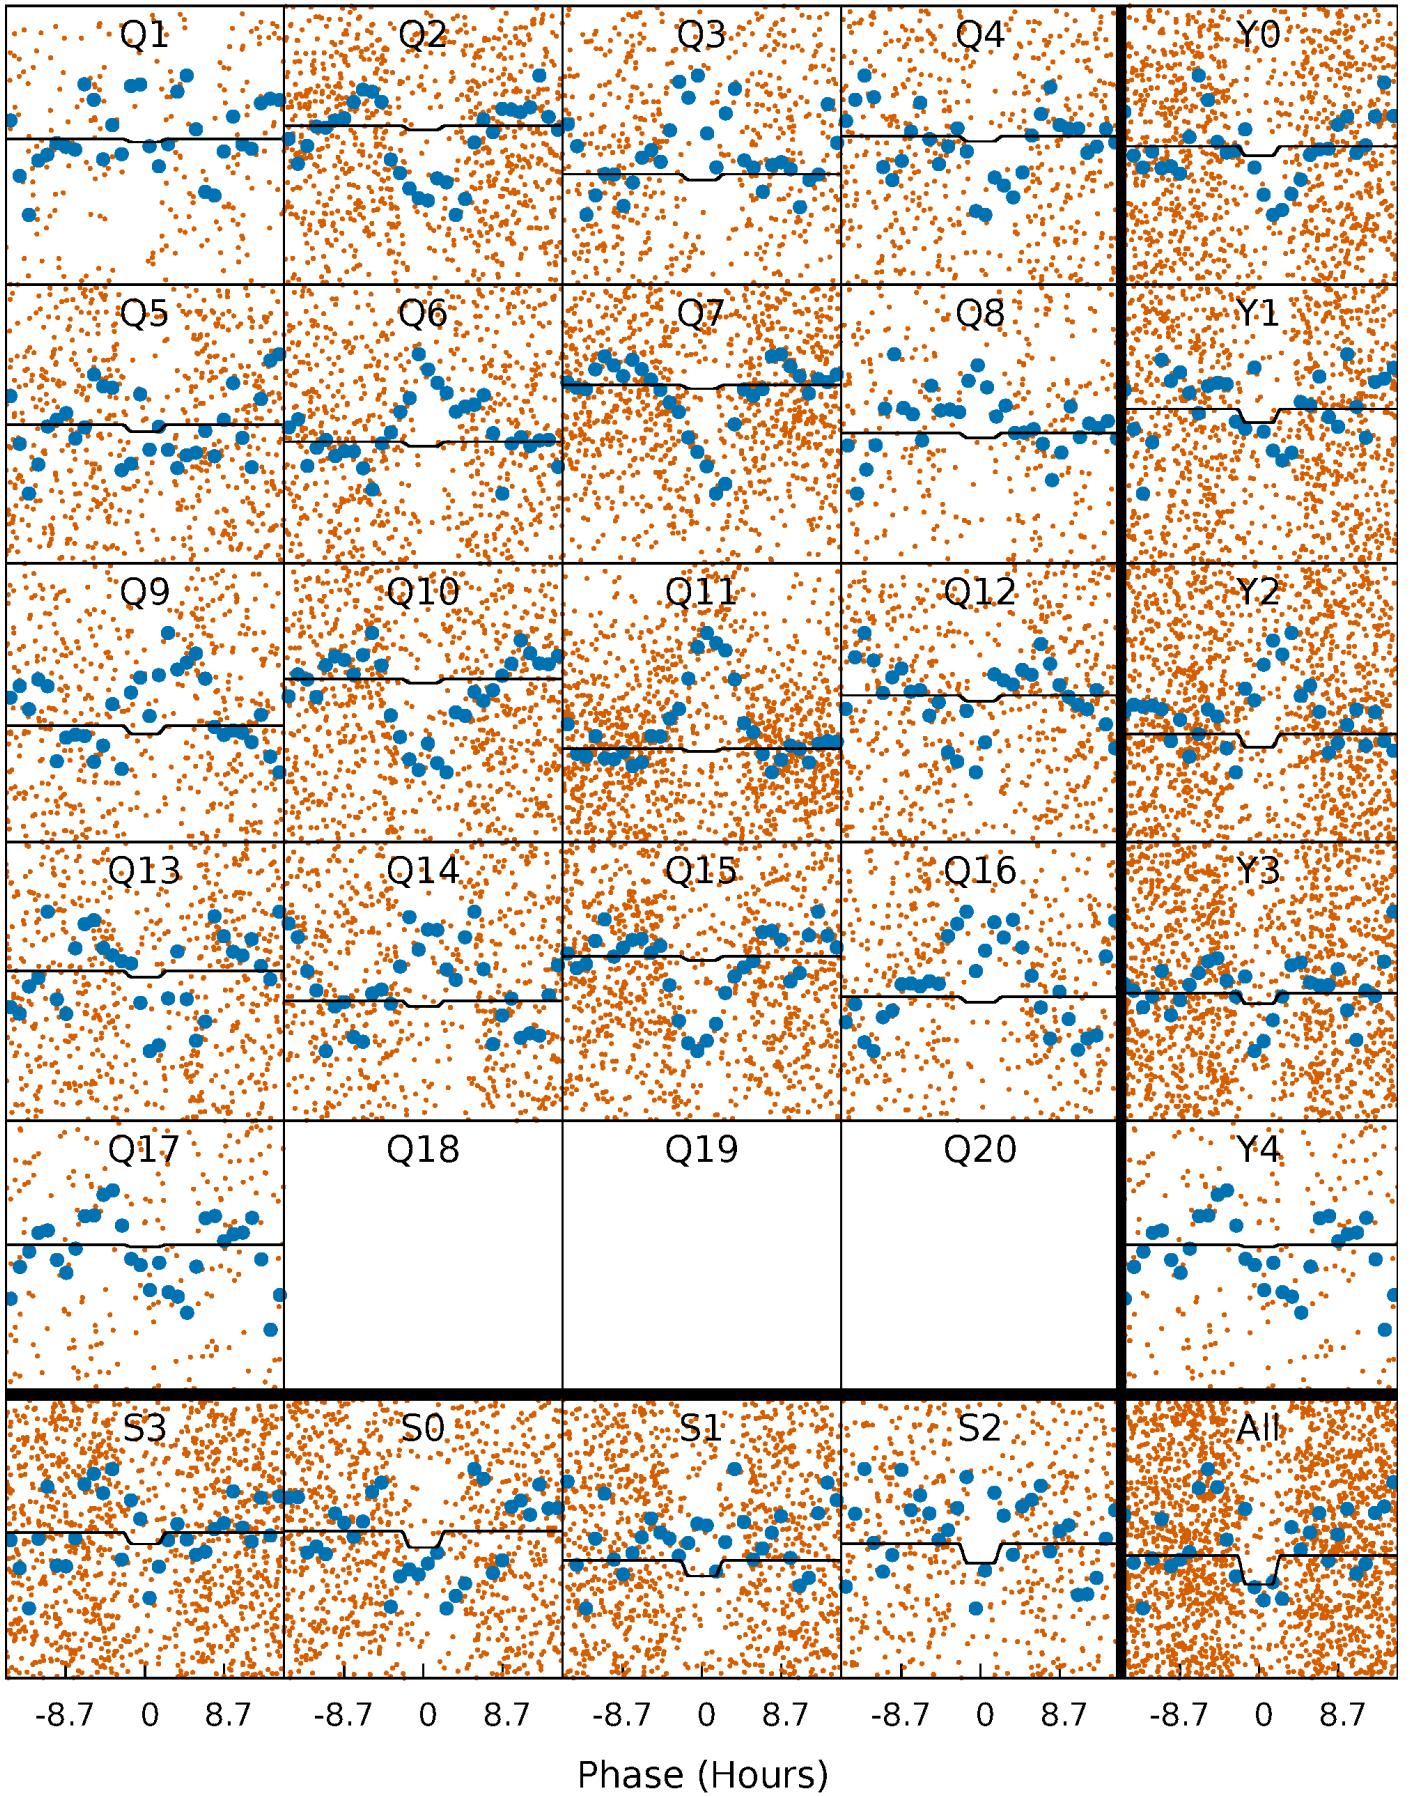 Q1 Q2 Q3 Q4 Y0
Q5 Q6 Q7 Q8 Y1
Q9 Q10 Q11 Q12 Y2
Q13 Q14 Q15 Q16 Y3
Q17 Q18 Q19 Q20 Y4
S3 S0 S1 S2 All
-8.7 0 8.7 -8.7 0 8.7 -8.7 0 8.7 -8.7 0 8.7 -8.7 0 8.7
Phase (Hours)